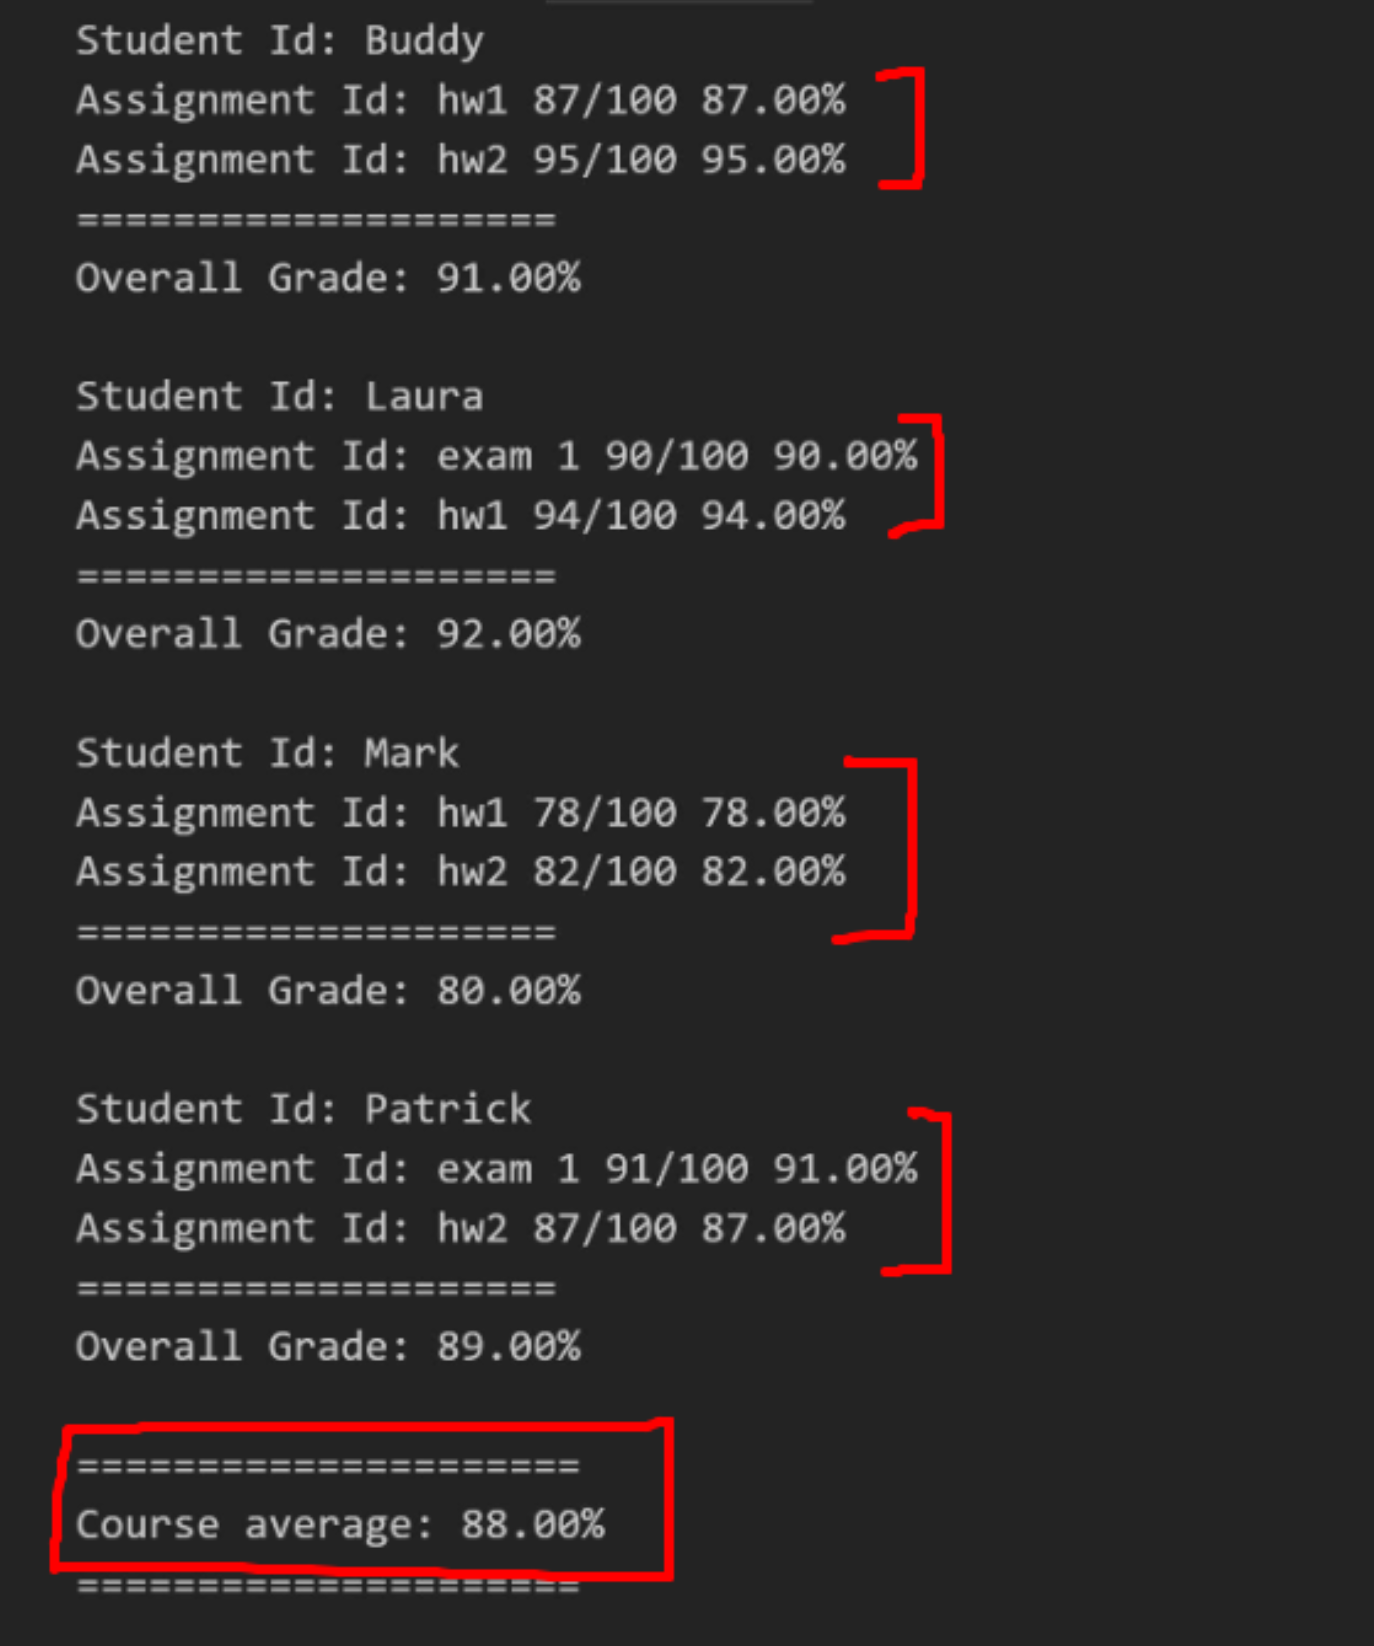 Student Id: Buddy
Assignment Id: hw1 87/100 87.00%
Assignment Id: hw2 95/100 95.00%
====================
Overall Grade: 91.00%
Student Id: Laura
Assignment Id: exam 1 90/100 90.00%
Assignment Id: hw1 94/100 94.00%
====================
Overall Grade: 92.00%
Student Id: Mark
Assignment Id: hw1 78/100 78.00%
Assignment Id: hw2 82/100 82.00%
====================
Overall Grade: 80.00%
Student Id: Patrick
Assignment Id: exam 1 91/100 91.00%
Assignment Id: hw2 87/100 87.00%
====================
Overall Grade: 89.00%
=====================
Course average: 88.00%
=====================